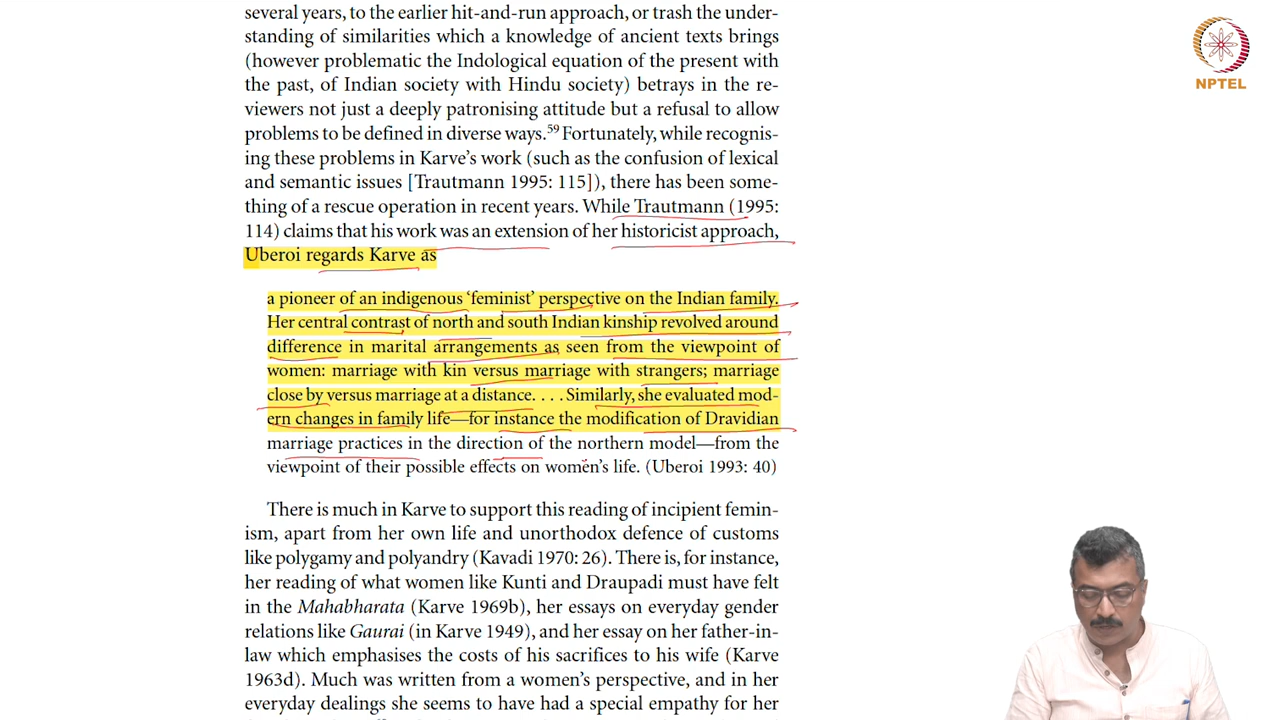 several years, to the earlier hit-and-run approach, or trash the under-
standing of similarities which a knowledge of ancient texts brings
(however problematic the Indological equation of the present with
the past, of Indian society with Hindu society) betrays in the re-
viewers not just a deeply patronising attitude but a refusal to allow
problems to be defined in diverse ways.59 Fortunately, while recognis-
ing these problems in Karve's work (such as the confusion of lexical
and semantic issues [Trautmann 1995: 115]), there has been some-
thing of a rescue operation in recent years. While Trautmann (1995:
114) claims that his work was an extension of her historicist approach,
Uberoi regards Karve as
a pioneer of an indigenous ‘feminist’ perspective on the Indian family.
Her central contrast of north and south Indian kinship revolved around
difference in marital arrangements as seen from the viewpoint of
women: marriage with kin versus marriage with strangers; marriage
close by versus marriage at a distance. . . . Similarly, she evaluated mod-
ern changes in family life—for instance the modification of Dravidian
marriage practices in the direction of the northern model—from the
viewpoint of their possible effects on women's life. (Uberoi 1993: 40)
There is much in Karve to support this reading of incipient femin-
ism, apart from her own life and unorthodox defence of customs
like polygamy and polyandry (Kavadi 1970: 26). There is, for instance,
her reading of what women like Kunti and Draupadi must have felt
in the Mahabharata (Karve 1969b), her essays on everyday gender
relations like Gaurai (in Karve 1949), and her essay on her father-in-
law which emphasises the costs of his sacrifices to his wife (Karve
1963d). Much was written from a women's perspective, and in her
everyday dealings she seems to have had a special empathy for her
NPTEL